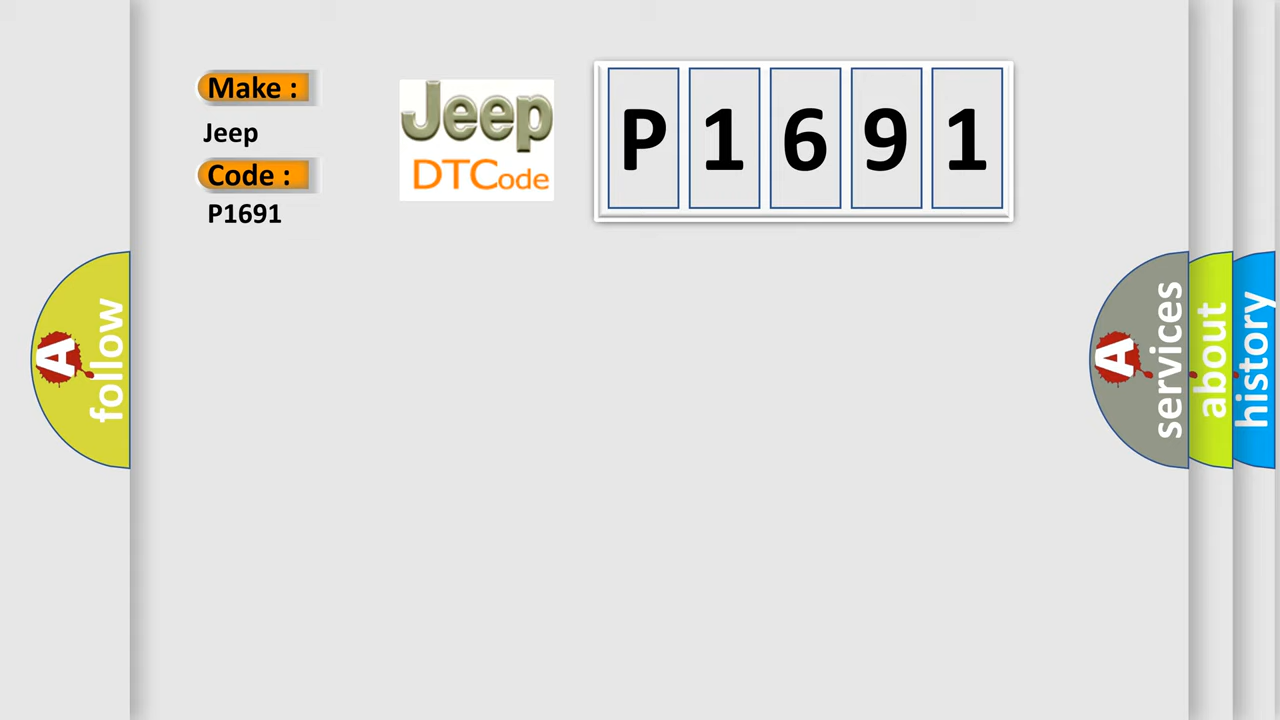 Make :
Jeep
Code :
P1691
Jeep
DTCode
P 1 6 9 1
A follow
A services
about
history